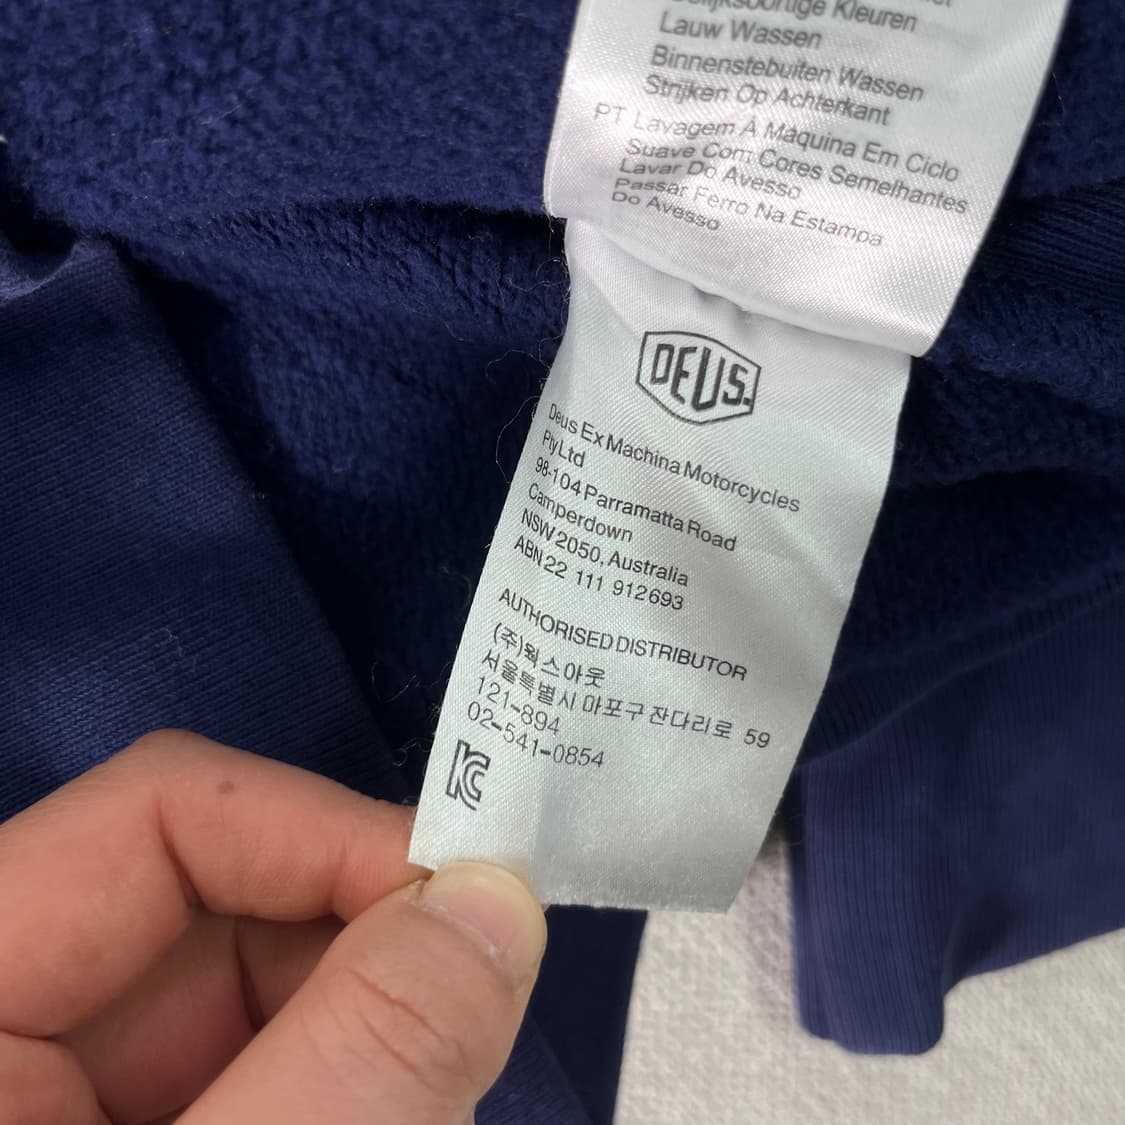 Kleuren
Lauw Wassen
Binnenstebuiten Wassen
Strijken Op Achterkant
PT Lavagem À Máquina Em Ciclo
Suave Com Cores Semelhantes
Lavar Do Avesso
Passar Ferro Na Estampa
Do Avesso
DEUS.
Deus Ex Machina Motorcycles
Pty Ltd
98-104 Parramatta Road
Camperdown
NSW 2050, Australia
ABN 22 111 912693
AUTHORISED DISTRIBUTOR
(주)웍스아웃
서울특별시 마포구 잔다리로 59
121-894
02-541-0854
KC